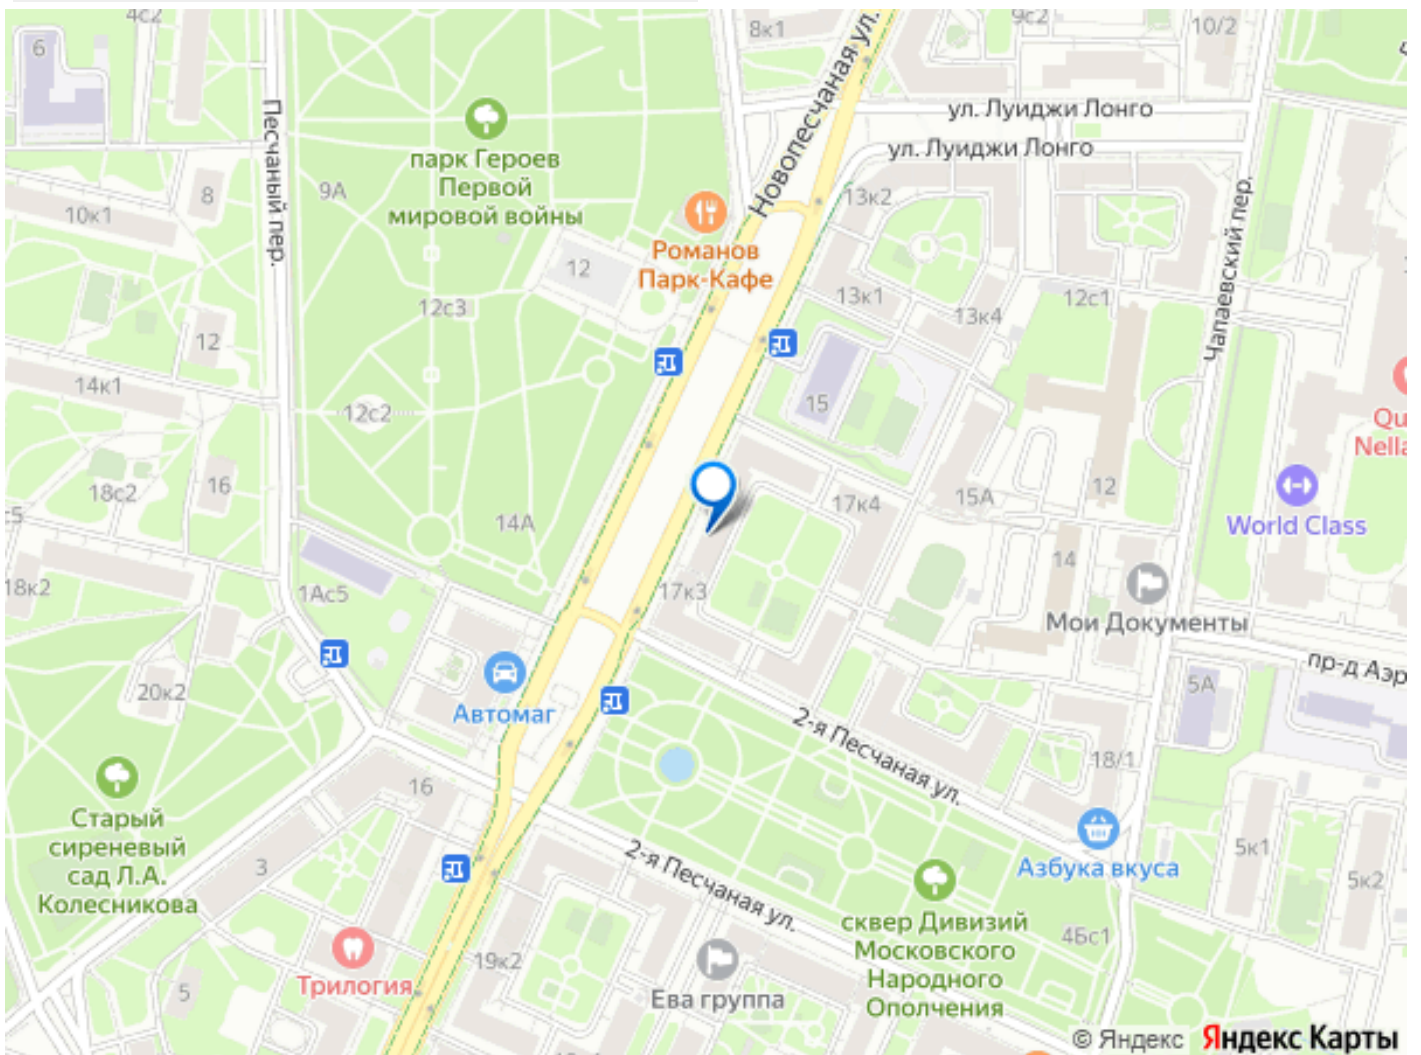 4с2
8к1
9с2
10/2
6
Новопесчаная ул.
ул. Луиджи Лонго
ул. Луиджи Лонго
Песчаный пер.
парк Героев
Первой
мировой войны
9А
8
10к1
13к2
Чапаевский пер.
Романов
Парк-Кафе
12
12с3
13к1
13к4
12с1
12
14к1
12с2
15
Qu
Nella
18с2
16
14А
17к4
15А
12
World Class
18к2
1Ас5
17к3
14
Мои Документы
пр-д Аэр
20к2
Автомаг
5А
2-я Песчаная ул.
18/1
16
Старый
сиреневый
сад Л.А.
Колесникова
3
2-я Песчаная ул.
Азбука вкуса
5к1
5к2
сквер Дивизий
Московского
Народного
Ополчения
4Бс1
19к2
Трилогия
5
Ева группа
© Яндекс Яндекс Карты